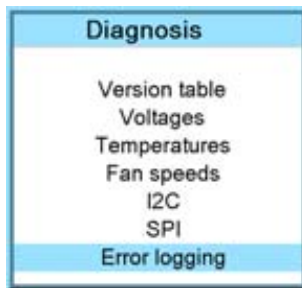 Diagnosis
Version table
Voltages
Temperatures
Fan speeds
I2C
SPI
Error logging